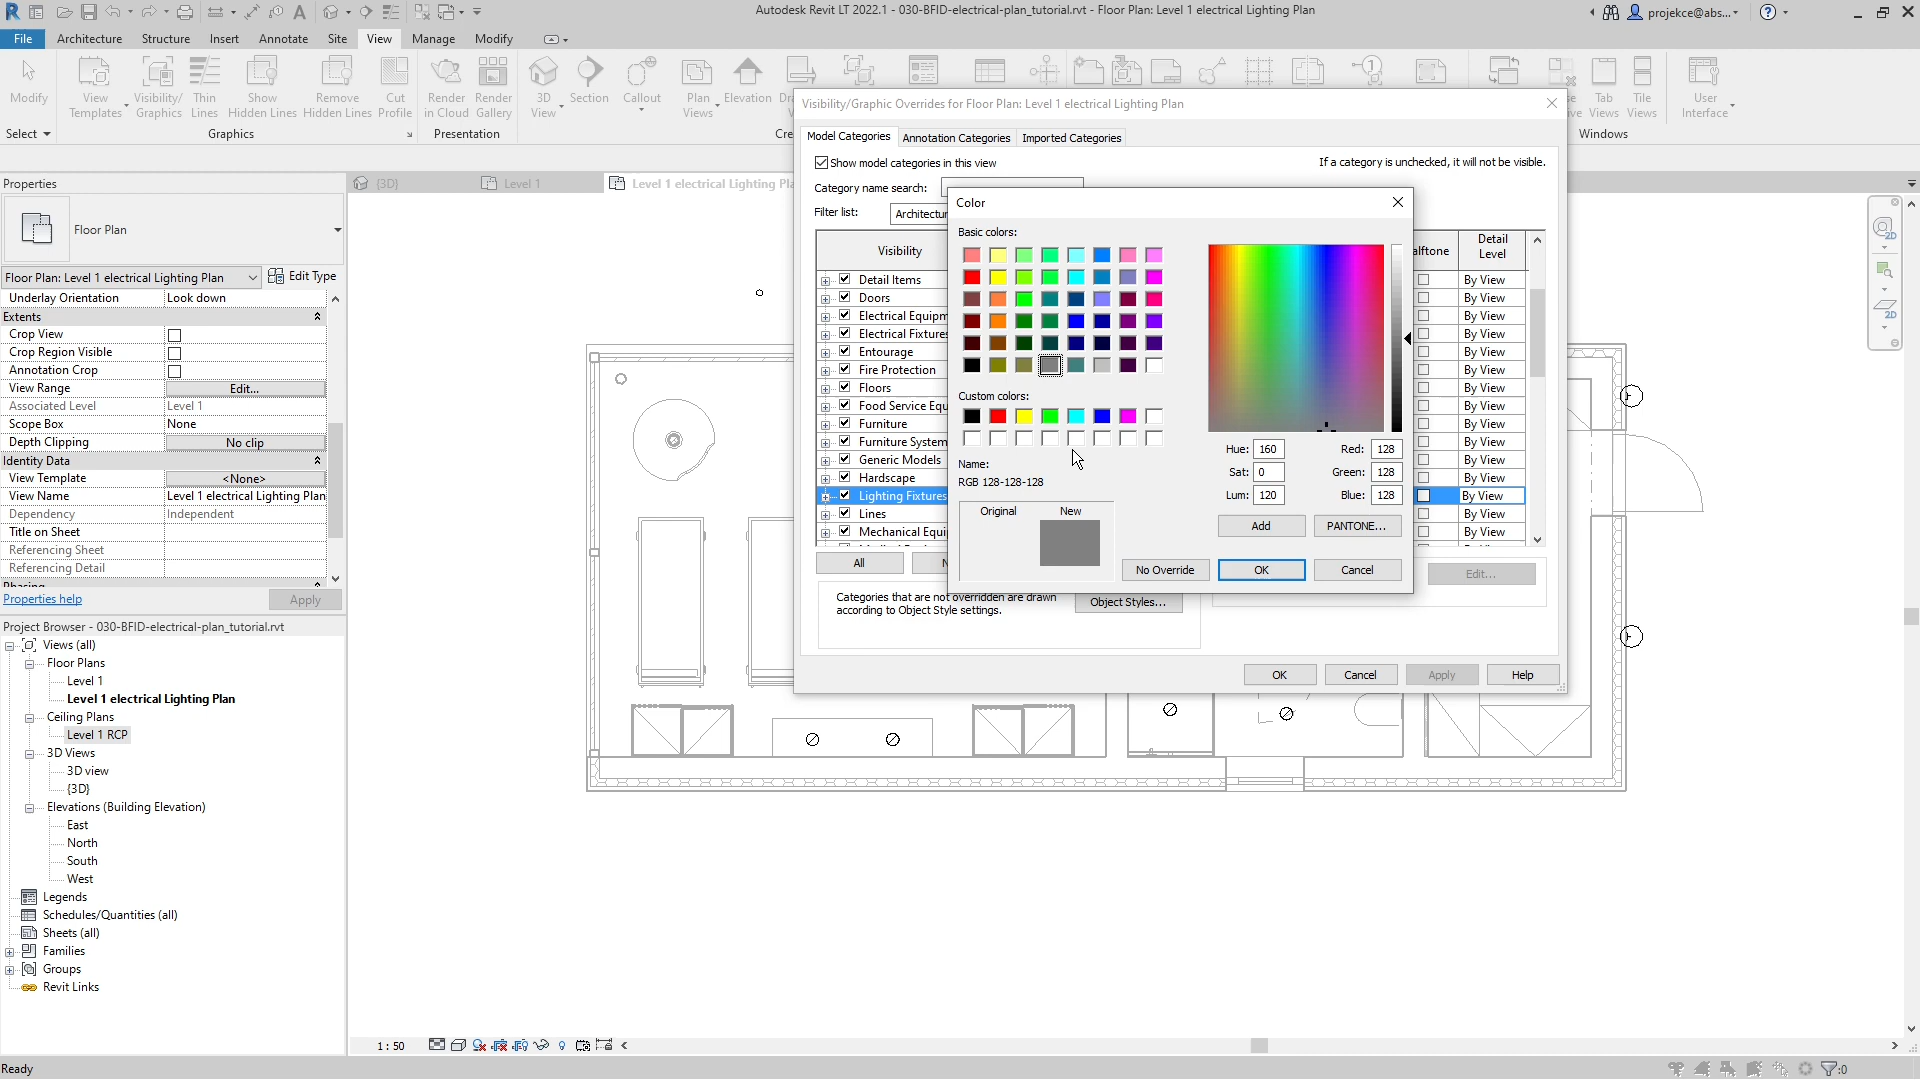 Autodesk Revit LT 2022.1 - 030-BFID-electrical-plan_tutorial.rvt - Floor Plan: Level 1 electrical Lighting Plan
projekce@abs...
File Architecture Structure Insert Annotate Site View Manage Modify
Modify
View Templates
Visibility/ Graphics
Thin Lines
Show Hidden Lines
Remove Hidden Lines
Cut Profile
Render in Cloud
Render Gallery
3D View
Section
Callout
Plan Views
Elevation
Tab Views
Tile Views
User Interface
Select
Graphics
Presentation
Windows
Properties
Floor Plan
Floor Plan: Level 1 electrical Lighting Plan
Edit Type
Underlay Orientation Look down
Extents
Crop View
Crop Region Visible
Annotation Crop
View Range Edit...
Associated Level Level 1
Scope Box None
Depth Clipping No clip
Identity Data
View Template <None>
View Name Level 1 electrical Lighting Plan
Dependency Independent
Title on Sheet
Referencing Sheet
Referencing Detail
Phasing
Properties help
Apply
Project Browser - 030-BFID-electrical-plan_tutorial.rvt
Views (all)
Floor Plans
Level 1
Level 1 electrical Lighting Plan
Ceiling Plans
Level 1 RCP
3D Views
3D view
{3D}
Elevations (Building Elevation)
East
North
South
West
Legends
Schedules/Quantities (all)
Sheets (all)
Families
Groups
Revit Links
{3D}
Level 1
Level 1 electrical Lighting Pla
Visibility/Graphic Overrides for Floor Plan: Level 1 electrical Lighting Plan
Model Categories Annotation Categories Imported Categories
Show model categories in this view
If a category is unchecked, it will not be visible.
Category name search:
Filter list: Architectur
Visibility
alftone
Detail Level
Detail Items By View
Doors By View
Electrical Equipm By View
Electrical Fixtures By View
Entourage By View
Fire Protection By View
Floors By View
Food Service Equ By View
Furniture By View
Furniture System By View
Generic Models By View
Hardscape By View
Lighting Fixtures By View
Lines By View
Mechanical Equi By View
All
N
Categories that are not overridden are drawn
according to Object Style settings.
Object Styles...
Edit...
OK Cancel Apply Help
Color
Basic colors:
Custom colors:
Name:
RGB 128-128-128
Original New
Hue: 160 Red: 128
Sat: 0 Green: 128
Lum: 120 Blue: 128
Add PANTONE...
No Override OK Cancel
1 : 50
Ready
:0